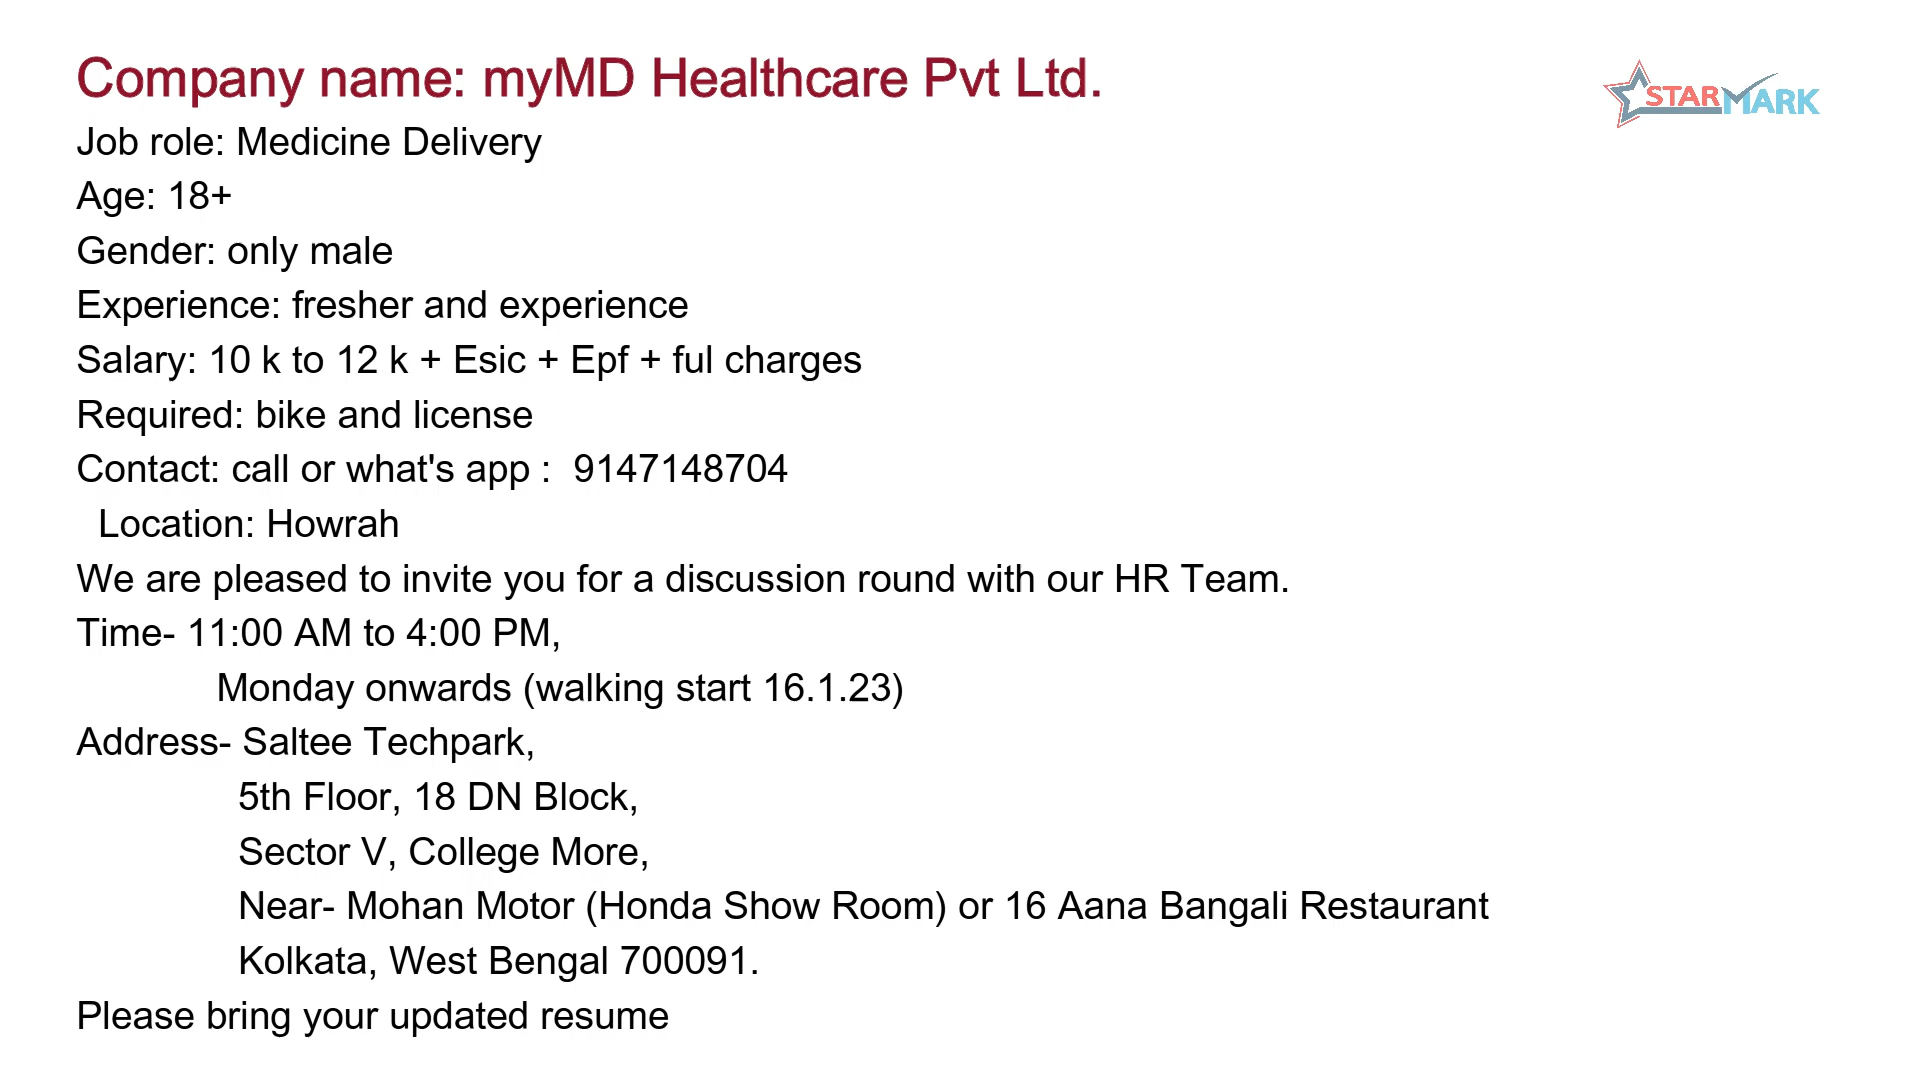 Company name: myMD Healthcare Pvt Ltd.
STARMARK
Job role: Medicine Delivery
Age: 18+
Gender: only male
Experience: fresher and experience
Salary: 10 k to 12 k + Esic + Epf + ful charges
Required: bike and license
Contact: call or what's app :  9147148704
Location: Howrah
We are pleased to invite you for a discussion round with our HR Team.
Time- 11:00 AM to 4:00 PM,
Monday onwards (walking start 16.1.23)
Address- Saltee Techpark,
5th Floor, 18 DN Block,
Sector V, College More,
Near- Mohan Motor (Honda Show Room) or 16 Aana Bangali Restaurant
Kolkata, West Bengal 700091.
Please bring your updated resume